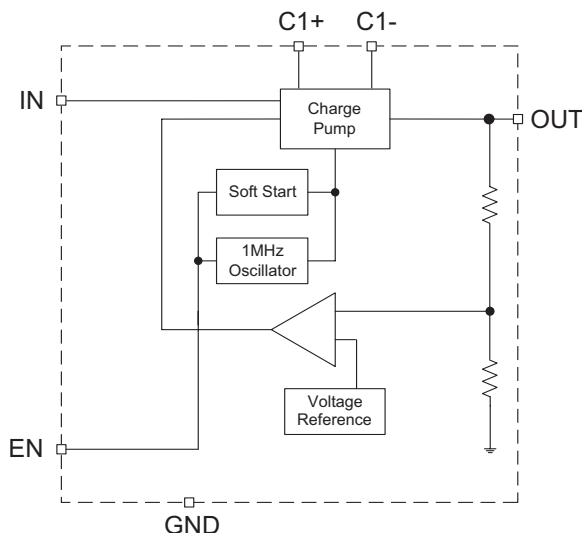 C1+ C1-
IN
Charge
Pump
OUT
Soft Start
1MHz
Oscillator
Voltage
Reference
EN
GND